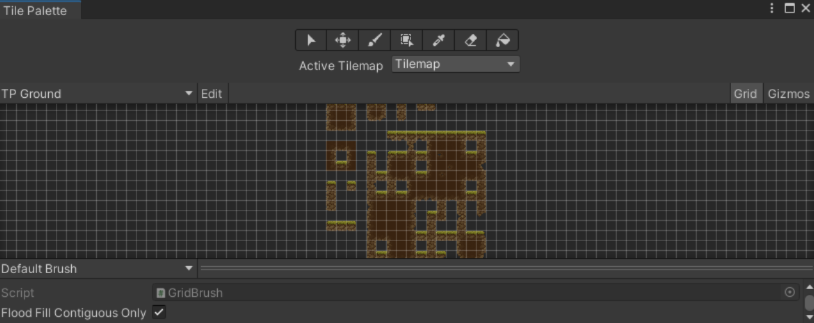 Tile Palette
Active Tilemap Tilemap
TP Ground Edit Grid Gizmos
Default Brush
Script GridBrush
Flood Fill Contiguous Only